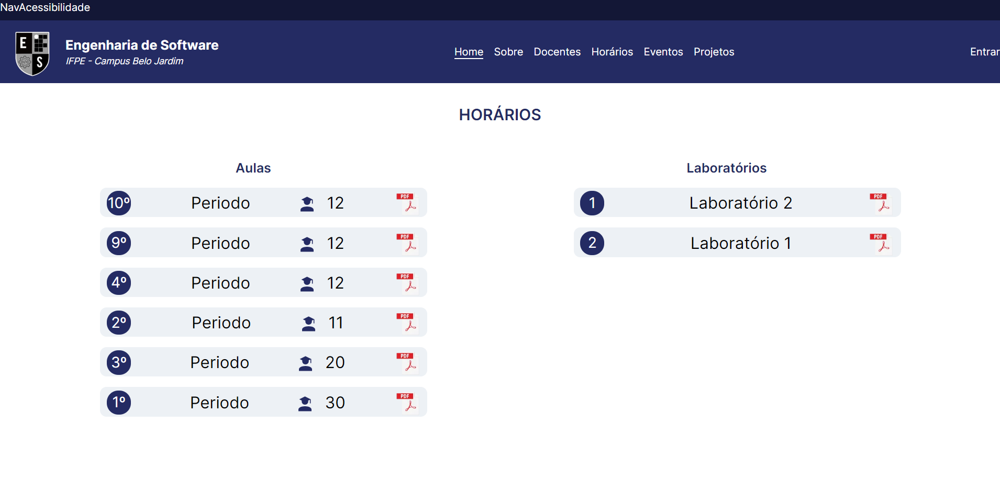 NavAcessibilidade
E S
Engenharia de Software
IFPE - Campus Belo Jardim
Home Sobre Docentes Horários Eventos Projetos
Entrar
HORÁRIOS
Aulas
10º Periodo 12 PDF
9º Periodo 12 PDF
4º Periodo 12 PDF
2º Periodo 11 PDF
3º Periodo 20 PDF
1º Periodo 30 PDF
Laboratórios
1 Laboratório 2 PDF
2 Laboratório 1 PDF